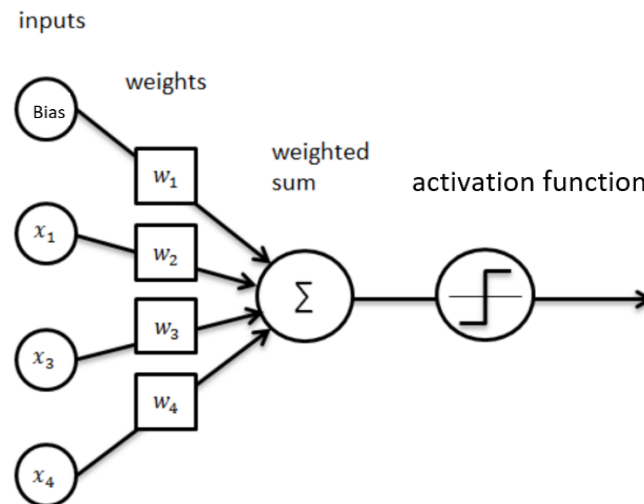 inputs
weights
weighted
sum
activation function
Bias
x₁
x₃
x₄
w₁
w₂
w₃
w₄
Σ